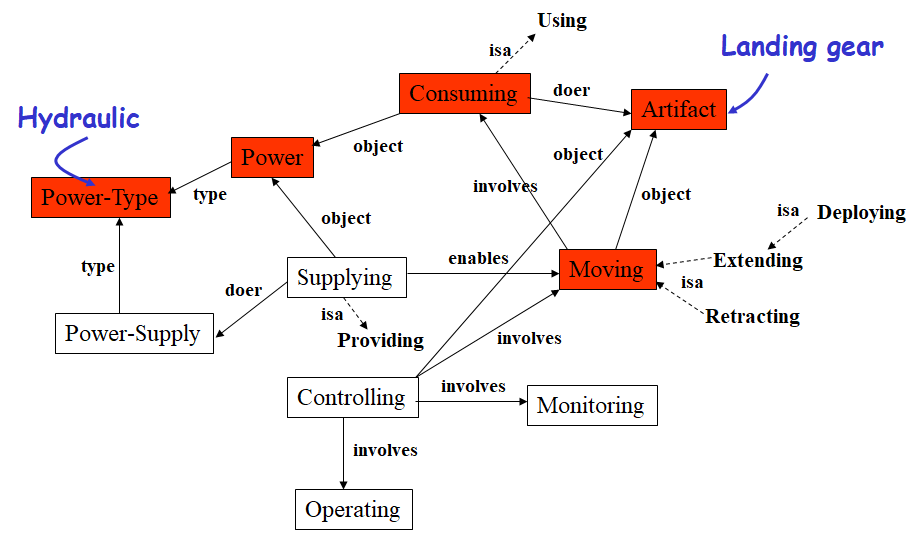 Using
isa
Landing gear
Consuming
doer
Artifact
Hydraulic
object
object
Power
involves
Power-Type
type
object
isa
Deploying
object
enables
Extending
type
Supplying
Moving
doer
isa
isa
Retracting
Power-Supply
Providing
involves
Controlling
involves
Monitoring
involves
Operating